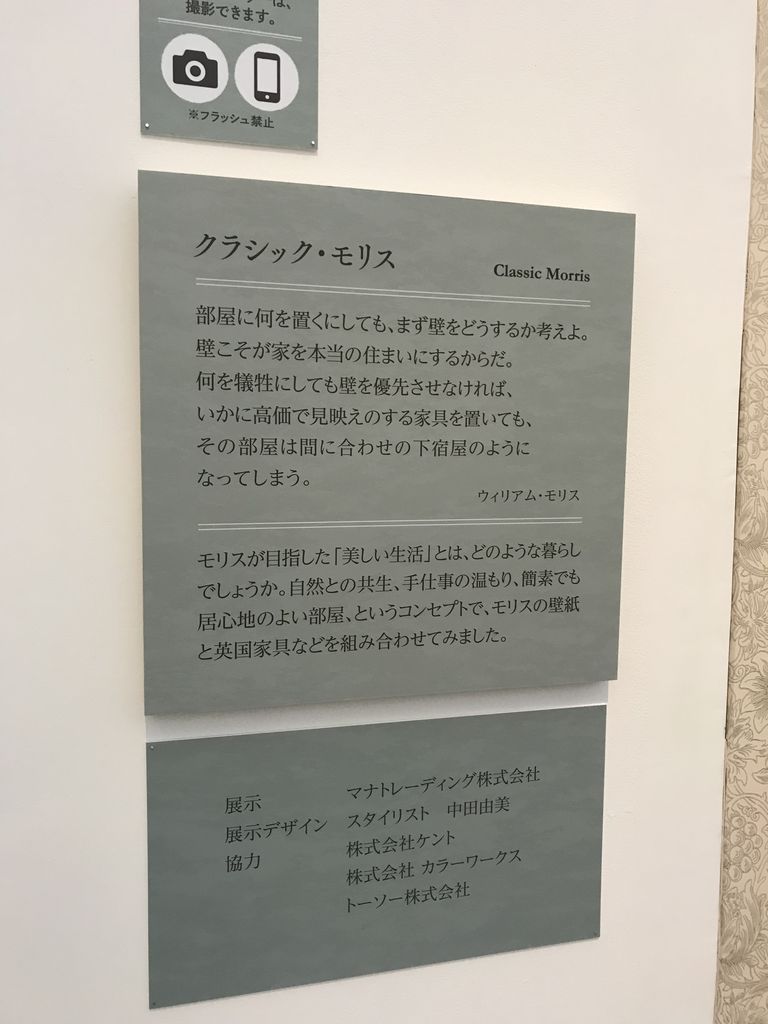 撮影できます。
※フラッシュ禁止
クラシック・モリス
Classic Morris
部屋に何を置くにしても、まず壁をどうするか考えよ。
壁こそが家を本当の住まいにするからだ。
何を犠牲にしても壁を優先させなければ、
いかに高価で見映えのする家具を置いても、
その部屋は間に合わせの下宿屋のように
なってしまう。
ウィリアム・モリス
モリスが目指した「美しい生活」とは、どのような暮らし
でしょうか。自然との共生、手仕事の温もり、簡素でも
居心地のよい部屋、というコンセプトで、モリスの壁紙
と英国家具などを組み合わせてみました。
展示 マナトレーディング株式会社
展示デザイン スタイリスト 中田由美
協力 株式会社ケント
株式会社 カラーワークス
トーソー株式会社